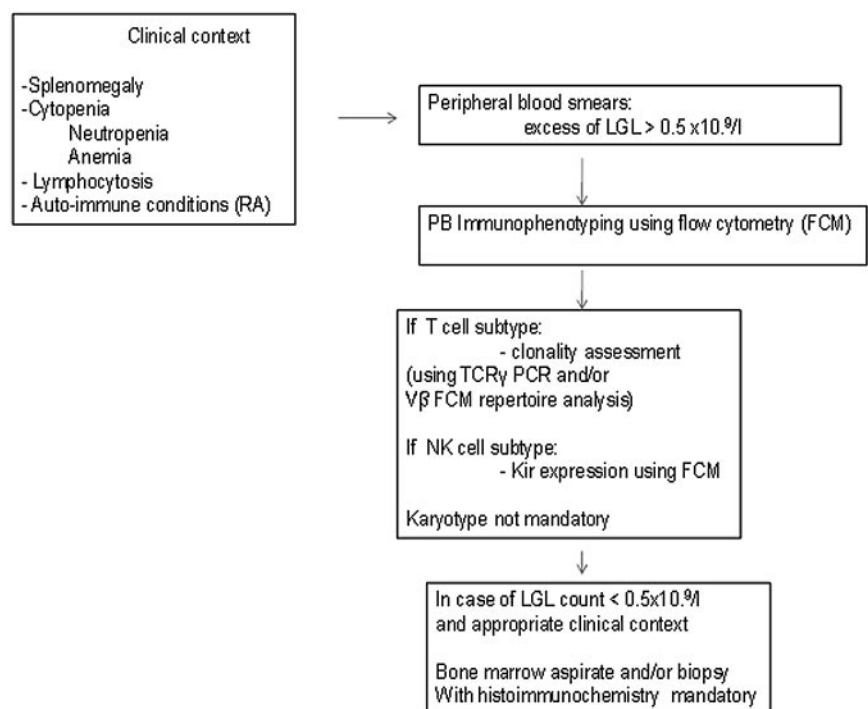 Clinical context
-Splenomegaly
-Cytopenia
Neutropenia
Anemia
- Lymphocytosis
- Auto-immune conditions (RA)
Peripheral blood smears:
excess of LGL > 0.5 x10.⁹/l
PB Immunophenotyping using flow cytometry (FCM)
If T cell subtype:
- clonality assessment
(using TCRγ PCR and/or
Vβ FCM repertoire analysis)
If NK cell subtype:
- Kir expression using FCM
Karyotype not mandatory
In case of LGL count < 0.5x10.⁹/l
and appropriate clinical context
Bone marrow aspirate and/or biopsy
With histoimmunochemistry mandatory